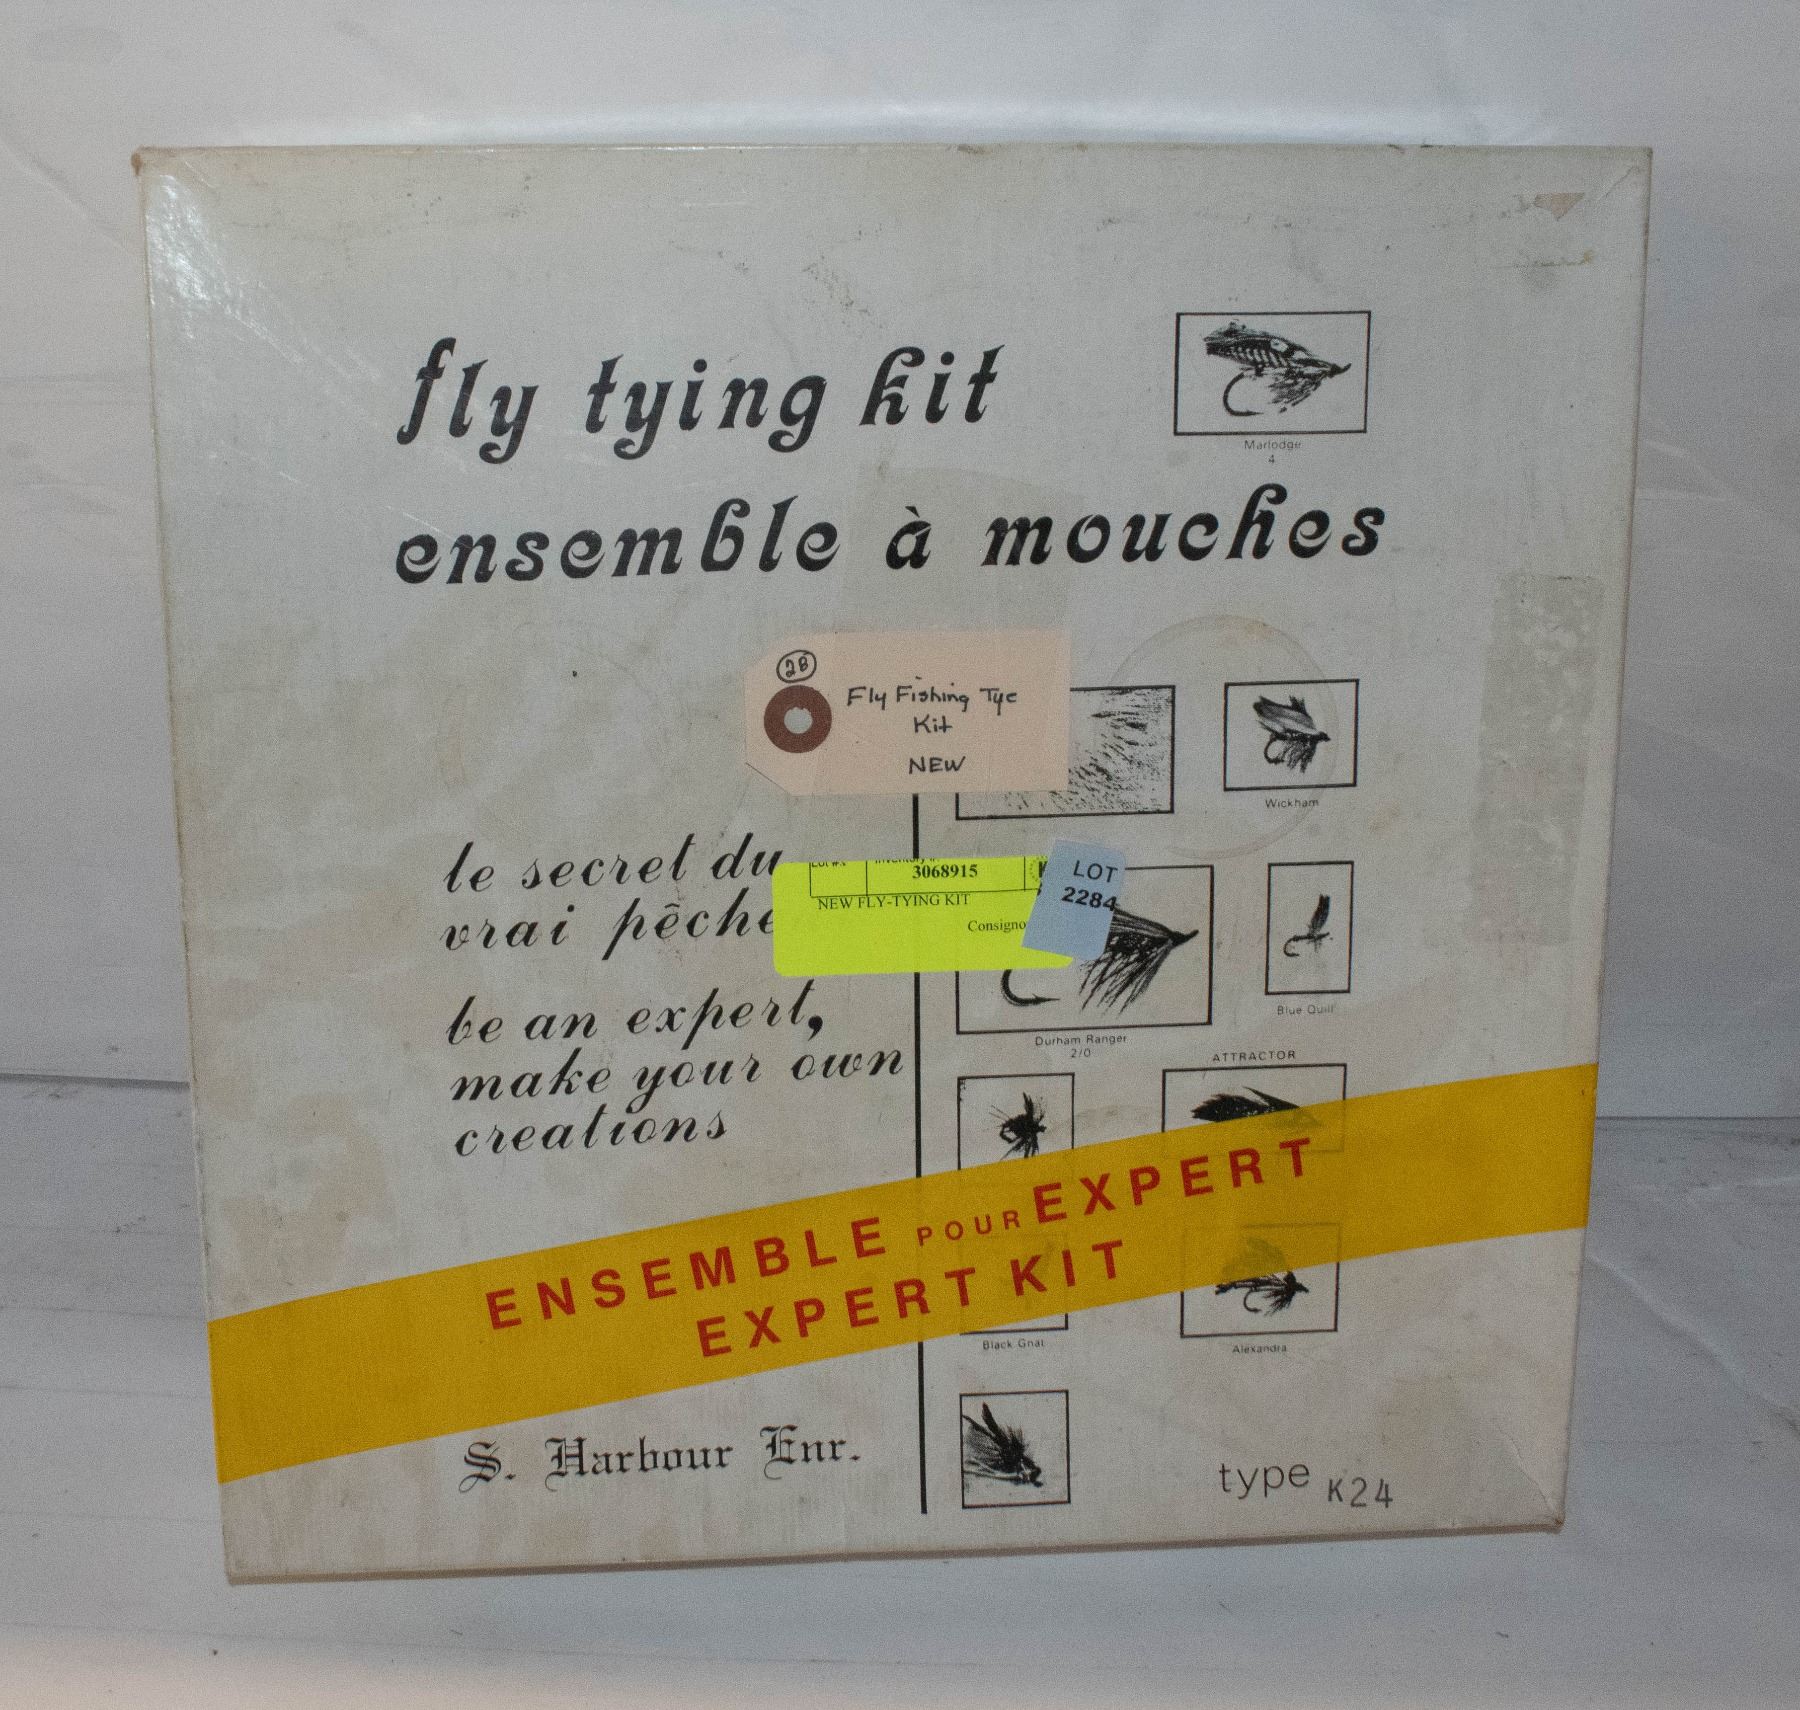 fly tying kit
Marlodge
4
ensemble à mouches
2B
Fly Fishing Tye
Kit
NEW
Wickham
le secret du
vrai pêche
Lot #:
3068915
NEW FLY-TYING KIT
LOT
2284
be an expert,
make your own
creations
Durham Ranger
2/0
Blue Quill
ATTRACTOR
ENSEMBLE POUR EXPERT
EXPERT KIT
Black Gnat
Alexandra
S. Harbour Enr.
type K24